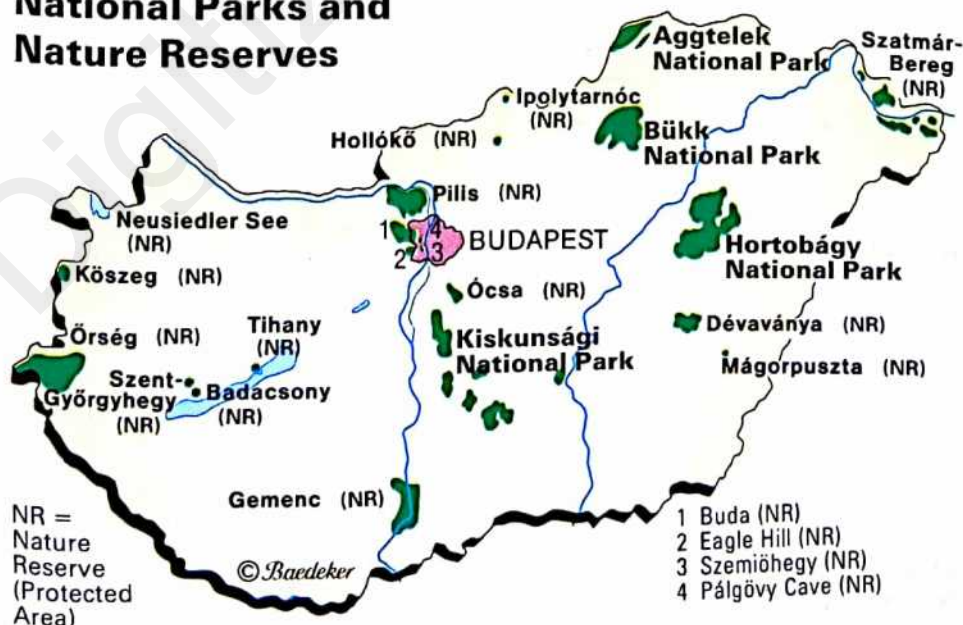 National Parks and
Nature Reserves
Aggtelek
National Park
Szatmár-
Bereg
(NR)
Ipolytarnóc
(NR)
Hollókő (NR)
Bükk
National Park
Pilis (NR)
Neusiedler See
(NR)
1
4
BUDAPEST
2
3
Hortobágy
National Park
Köszeg (NR)
Ócsa (NR)
Őrség (NR)
Tihany
(NR)
Kiskunsági
National Park
Dévaványa (NR)
Mágorpuszta (NR)
Szent-
Györgyhegy
(NR)
Badacsony
(NR)
Gemenc (NR)
NR =
Nature
Reserve
(Protected
Area)
© Baedeker
1 Buda (NR)
2 Eagle Hill (NR)
3 Szemiöhegy (NR)
4 Pálgövy Cave (NR)
Digitiz